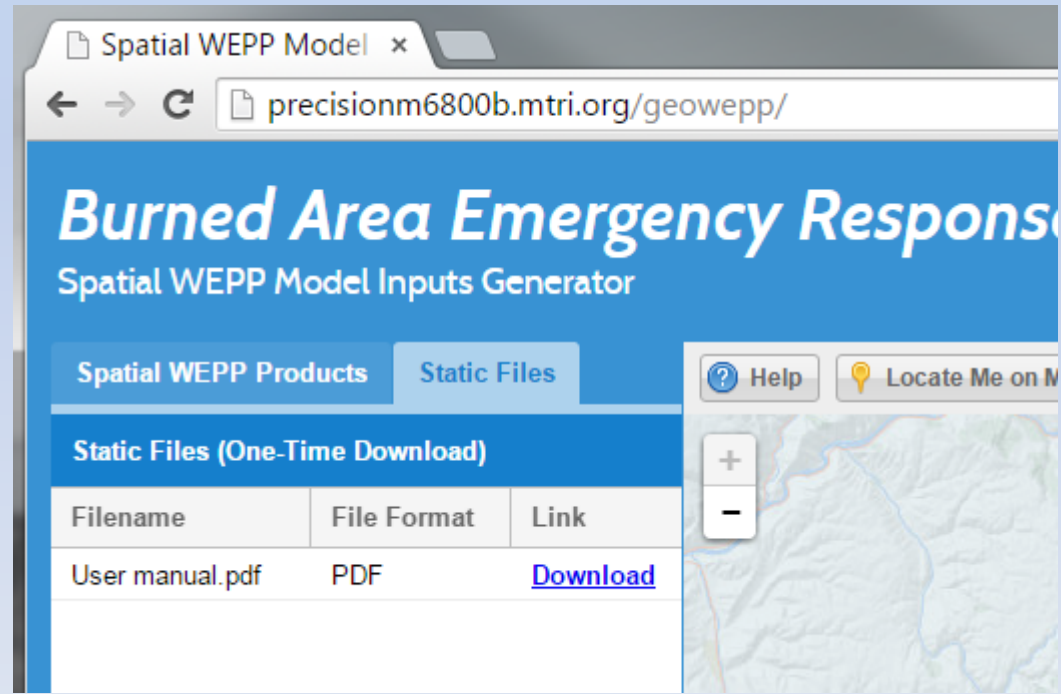 Spatial WEPP Model ×
precisionm6800b.mtri.org/geowepp/
Burned Area Emergency Respons
Spatial WEPP Model Inputs Generator
Spatial WEPP Products Static Files
? Help Locate Me on M
Static Files (One-Time Download)
+
Filename File Format Link
-
User manual.pdf PDF Download